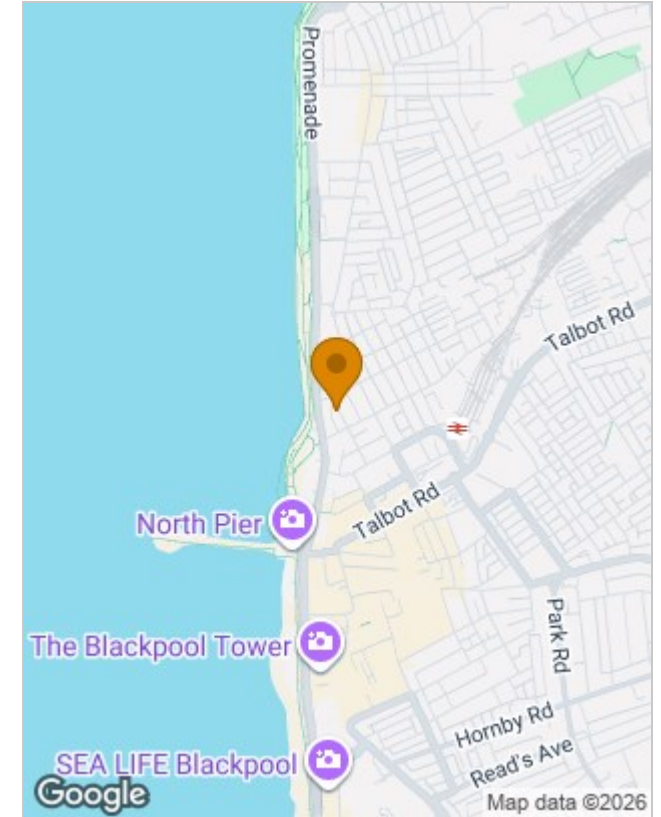 Promenade
Talbot Rd
North Pier
Talbot Rd
The Blackpool Tower
Park Rd
Hornby Rd
SEA LIFE Blackpool
Read's Ave
Google
Map data ©2026